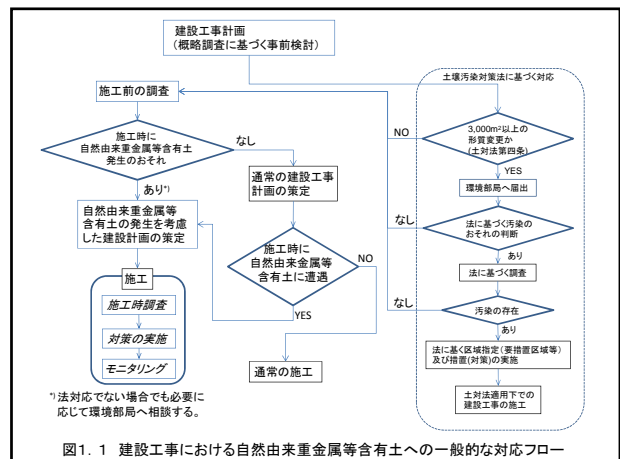 建設工事計画
(概略調査に基づく事前検討)
土壌汚染対策法に基づく対応
施工前の調査
施工時に
自然由来重金属等含有土
発生のおそれ
なし
あり*)
通常の建設工事
計画の策定
自然由来重金属等
含有土の発生を考慮
した建設計画の策定
施工時に
自然由来金属等
含有土に遭遇
NO
YES
通常の施工
施工
施工時調査
対策の実施
モニタリング
*) 法対応でない場合でも必要に
応じて環境部局へ相談する。
NO
3,000m²以上の
形質変更か
(土対法第四条)
YES
環境部局へ届出
なし
法に基づく汚染の
おそれの判断
あり
法に基づく調査
なし
汚染の存在
あり
法に基く区域指定(要措置区域等)
及び措置(対策)の実施
土対法適用下での
建設工事の施工
図1.1 建設工事における自然由来重金属等含有土への一般的な対応フロー